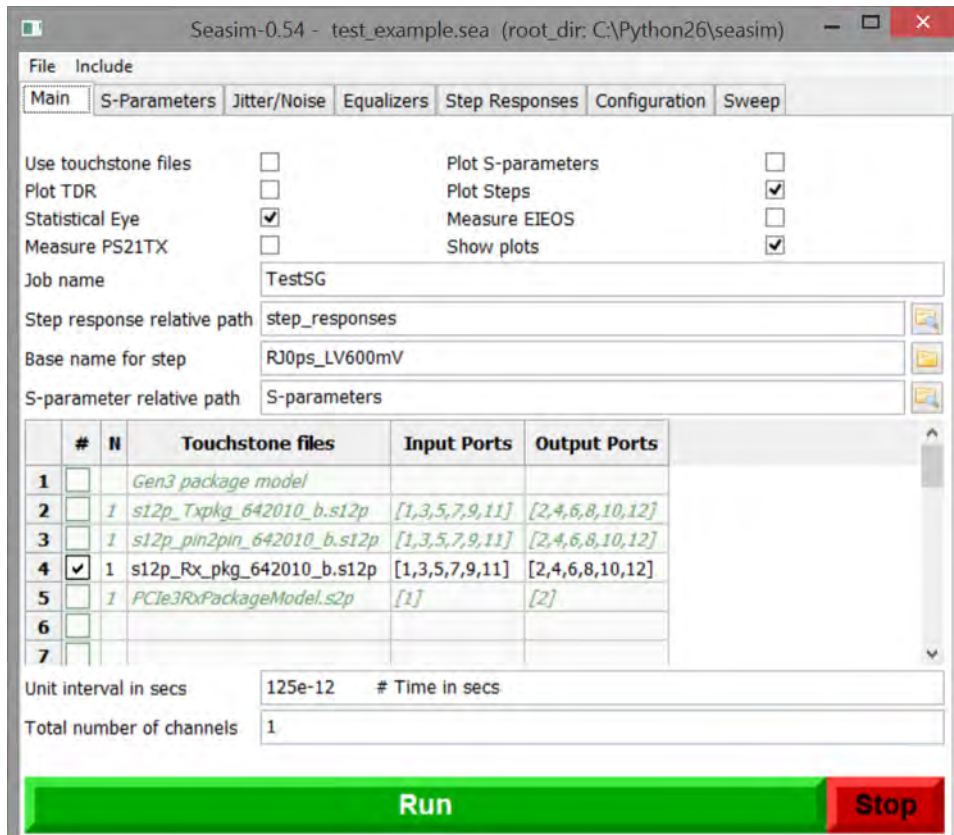 Seasim-0.54 - test_example.sea (root_dir: C:\Python26\seasim)
File Include
Main S-Parameters Jitter/Noise Equalizers Step Responses Configuration Sweep
Use touchstone files Plot S-parameters
Plot TDR Plot Steps
Statistical Eye Measure EIEOS
Measure PS21TX Show plots
Job name TestSG
Step response relative path step_responses
Base name for step RJ0ps_LV600mV
S-parameter relative path S-parameters
# N Touchstone files Input Ports Output Ports
1 Gen3 package model
2 1 s12p_Txpkg_642010_b.s12p [1,3,5,7,9,11] [2,4,6,8,10,12]
3 1 s12p_pin2pin_642010_b.s12p [1,3,5,7,9,11] [2,4,6,8,10,12]
4 1 s12p_Rx_pkg_642010_b.s12p [1,3,5,7,9,11] [2,4,6,8,10,12]
5 1 PCIe3RxPackageModel.s2p [1] [2]
6
7
Unit interval in secs 125e-12 # Time in secs
Total number of channels 1
Run Stop